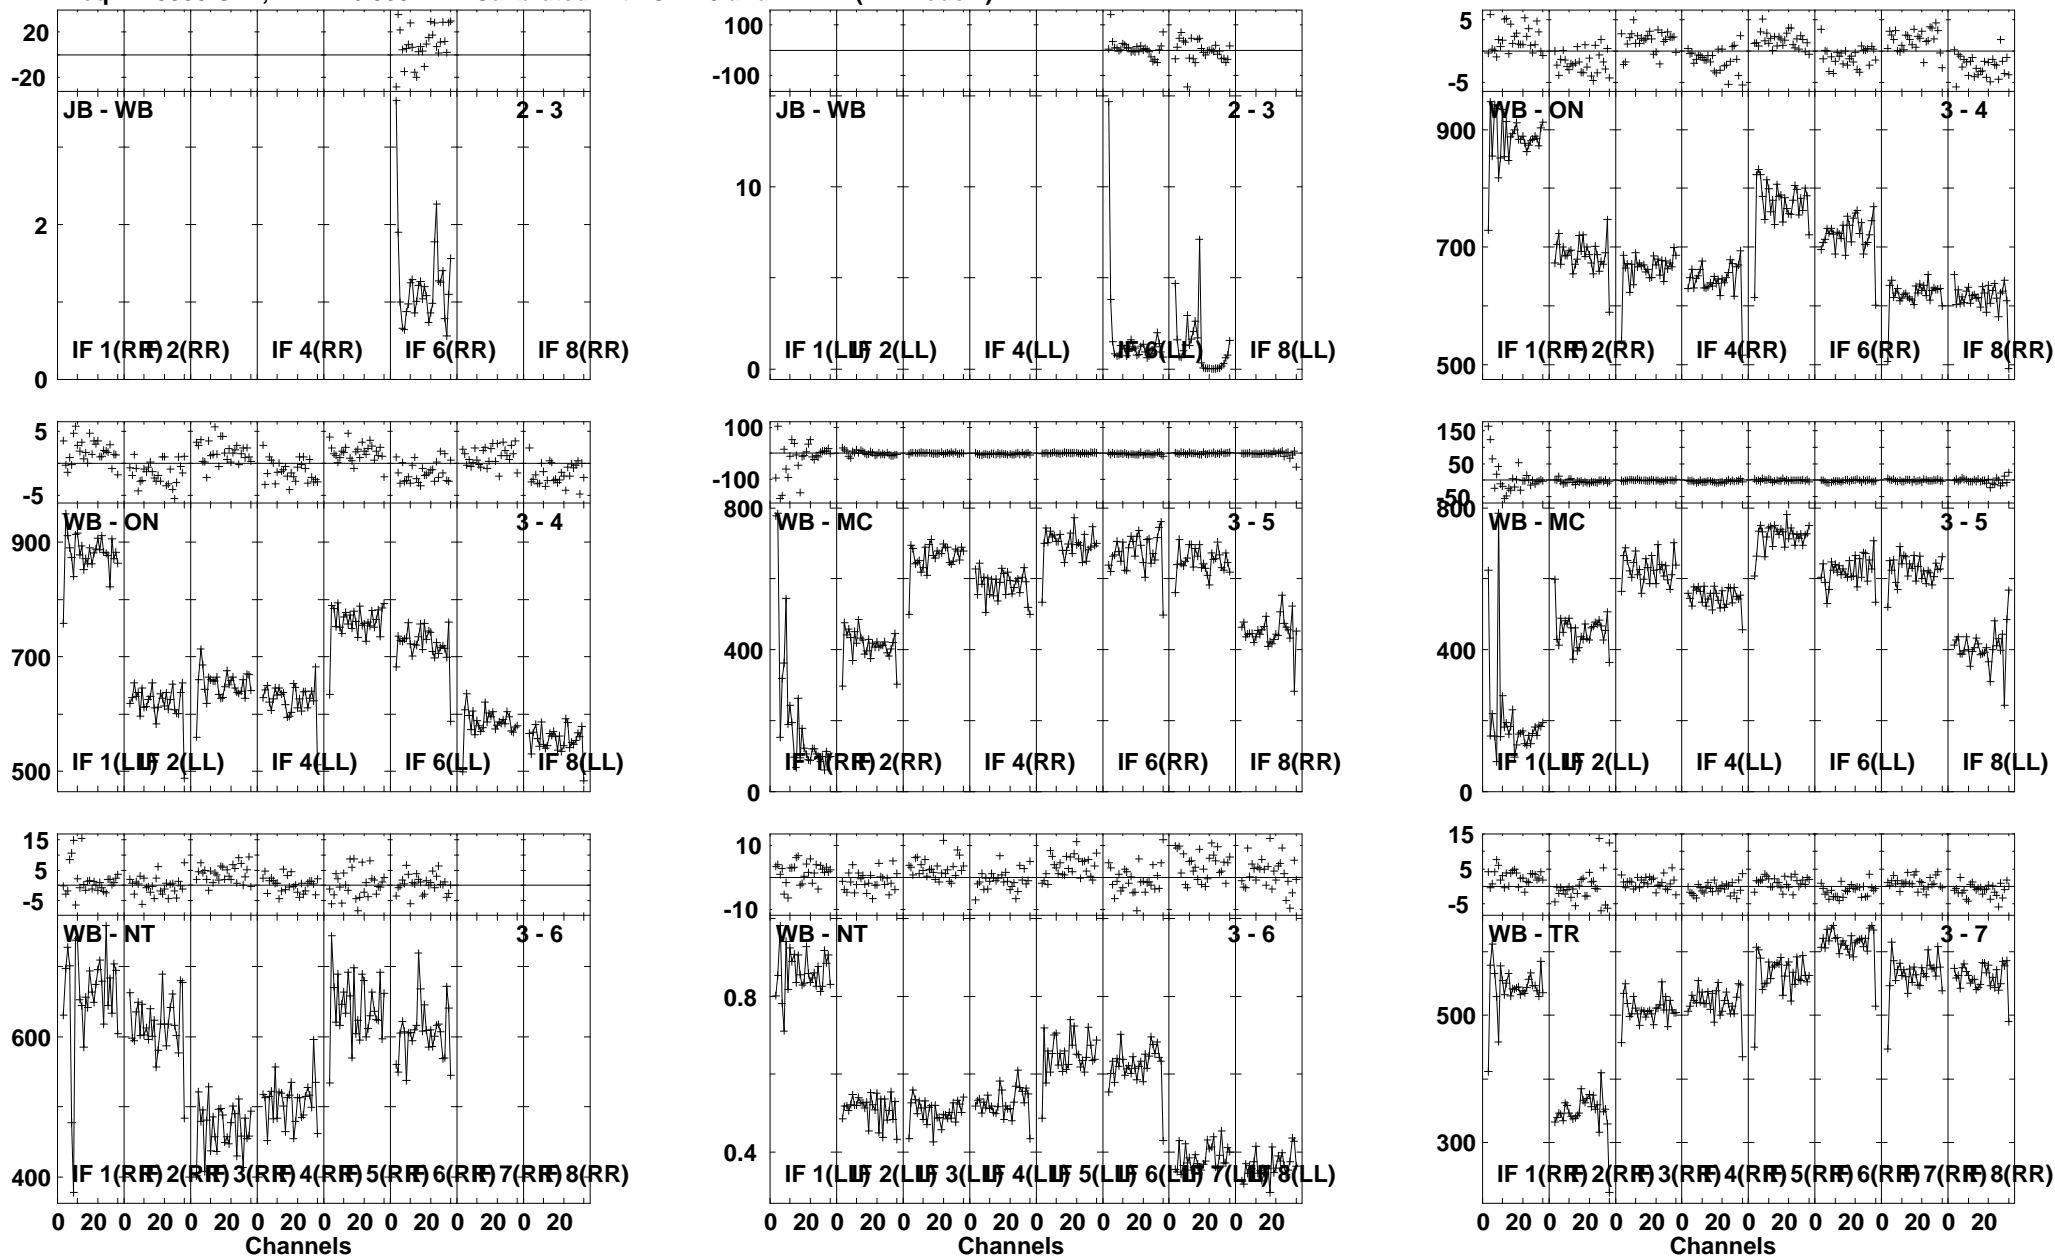 20
-20
JB - WB
2 - 3
2
0
IF 1(RR)
IF 2(RR)
IF 4(RR)
IF 6(RR)
IF 8(RR)
100
-100
JB - WB
2 - 3
10
0
IF 1(LL)
IF 2(LL)
IF 4(LL)
IF 6(LL)
IF 8(LL)
5
-5
WB - ON
3 - 4
900
700
500
IF 1(RR)
IF 2(RR)
IF 4(RR)
IF 6(RR)
IF 8(RR)
5
-5
WB - ON
3 - 4
900
700
500
IF 1(LL)
IF 2(LL)
IF 4(LL)
IF 6(LL)
IF 8(LL)
100
-100
WB - MC
3 - 5
800
400
0
IF 1(RR)
IF 2(RR)
IF 4(RR)
IF 6(RR)
IF 8(RR)
150
50
-50
WB - MC
3 - 5
800
400
0
IF 1(LL)
IF 2(LL)
IF 4(LL)
IF 6(LL)
IF 8(LL)
15
5
-5
WB - NT
3 - 6
600
400
IF 1(RR)
IF 2(RR)
IF 3(RR)
IF 4(RR)
IF 5(RR)
IF 6(RR)
IF 7(RR)
IF 8(RR)
0 20 0 20 0 20 0 20 0 20 0 20 0 20 0 20
Channels
10
-10
WB - NT
3 - 6
0.8
0.4
IF 1(LL)
IF 2(LL)
IF 3(LL)
IF 4(LL)
IF 5(LL)
IF 6(LL)
IF 7(LL)
IF 8(LL)
0 20 0 20 0 20 0 20 0 20 0 20 0 20 0 20
Channels
15
5
-5
WB - TR
3 - 7
500
300
IF 1(RR)
IF 2(RR)
IF 3(RR)
IF 4(RR)
IF 5(RR)
IF 6(RR)
IF 7(RR)
IF 8(RR)
0 20 0 20 0 20 0 20 0 20 0 20 0 20 0 20
Channels